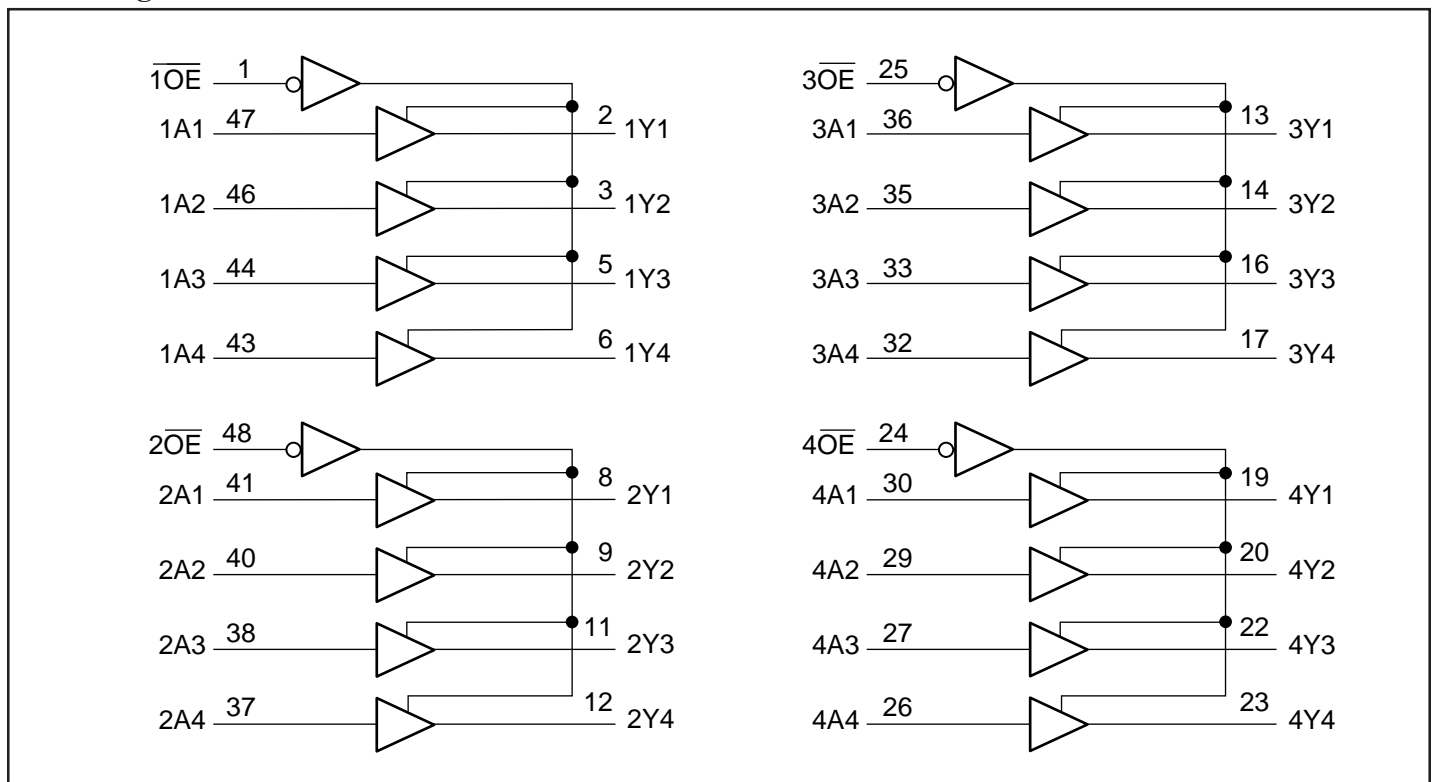 1OE 1
1A1 47 2 1Y1
1A2 46 3 1Y2
1A3 44 5 1Y3
1A4 43 6 1Y4
2OE 48
2A1 41 8 2Y1
2A2 40 9 2Y2
2A3 38 11 2Y3
2A4 37 12 2Y4
3OE 25
3A1 36 13 3Y1
3A2 35 14 3Y2
3A3 33 16 3Y3
3A4 32 17 3Y4
4OE 24
4A1 30 19 4Y1
4A2 29 20 4Y2
4A3 27 22 4Y3
4A4 26 23 4Y4